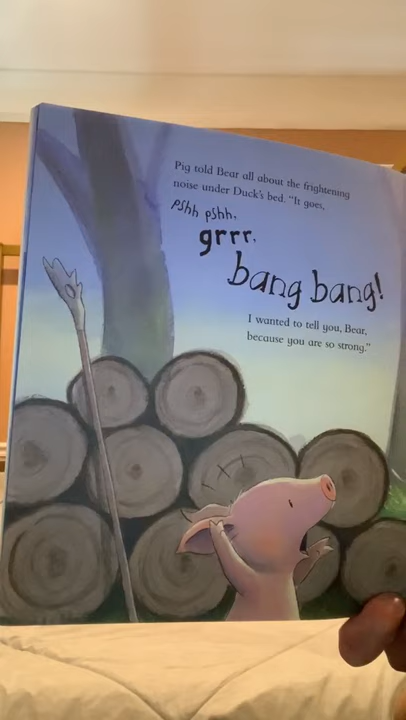 Pig told Bear all about the frightening
noise under Duck's bed. "It goes,
pshh pshh,
grrr,
bang bang!
I wanted to tell you, Bear,
because you are so strong."